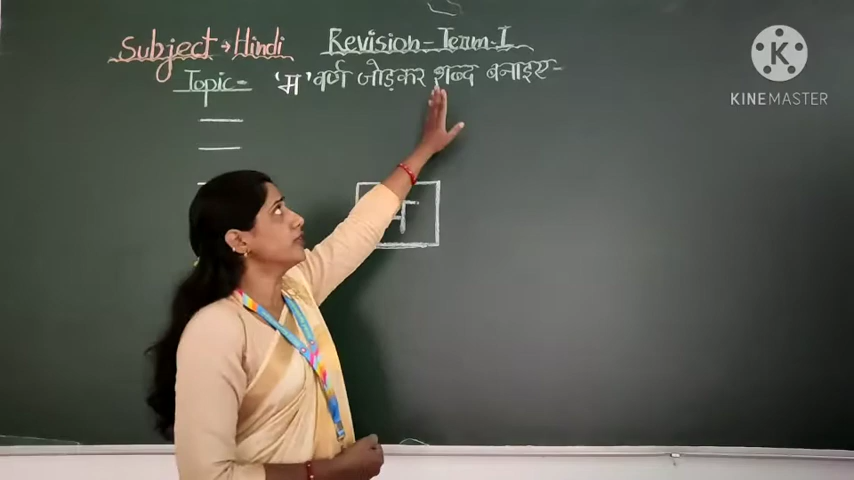 Subject→Hindi
Revision-Term-I
Topic- 'म' वर्ण जोड़कर शब्द बनाइए-
म
KINEMASTER